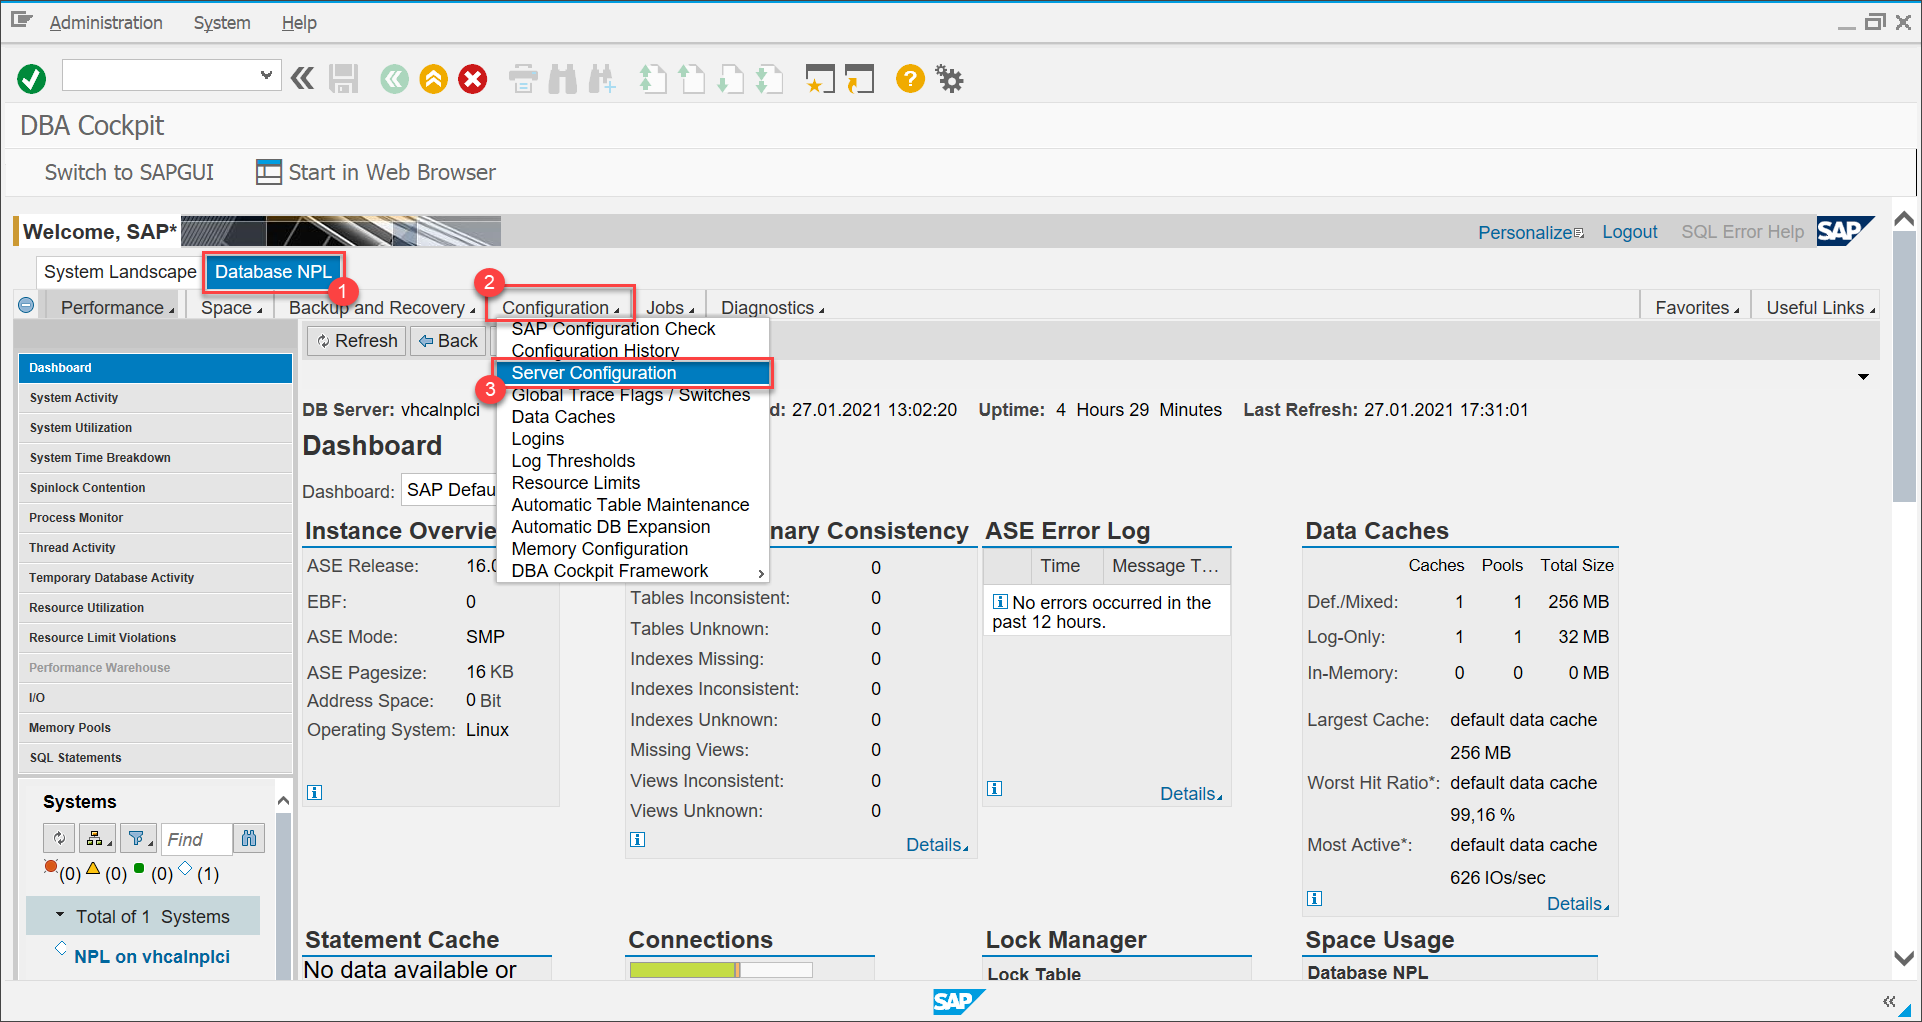 Administration System Help
DBA Cockpit
Switch to SAPGUI Start in Web Browser
Welcome, SAP*
Personalize Logout SQL Error Help SAP
System Landscape Database NPL
1
2
Performance Space Backup and Recovery Configuration Jobs Diagnostics Favorites Useful Links
Refresh Back
SAP Configuration Check
Configuration History
Server Configuration
3
Global Trace Flags / Switches
Data Caches
Logins
Log Thresholds
Resource Limits
Automatic Table Maintenance
Automatic DB Expansion
Memory Configuration
DBA Cockpit Framework
Dashboard
System Activity
System Utilization
System Time Breakdown
Spinlock Contention
Process Monitor
Thread Activity
Temporary Database Activity
Resource Utilization
Resource Limit Violations
Performance Warehouse
I/O
Memory Pools
SQL Statements
Systems
Find
(0) (0) (0) (1)
Total of 1 Systems
NPL on vhcalnplci
DB Server: vhcalnplci d: 27.01.2021 13:02:20 Uptime: 4 Hours 29 Minutes Last Refresh: 27.01.2021 17:31:01
Dashboard
Dashboard: SAP Defau
Instance Overvie
ASE Release: 16.0
EBF: 0
ASE Mode: SMP
ASE Pagesize: 16 KB
Address Space: 0 Bit
Operating System: Linux
nary Consistency
0
Tables Inconsistent: 0
Tables Unknown: 0
Indexes Missing: 0
Indexes Inconsistent: 0
Indexes Unknown: 0
Missing Views: 0
Views Inconsistent: 0
Views Unknown: 0
Details
ASE Error Log
Time Message T...
No errors occurred in the
past 12 hours.
Details
Data Caches
Caches Pools Total Size
Def./Mixed: 1 1 256 MB
Log-Only: 1 1 32 MB
In-Memory: 0 0 0 MB
Largest Cache: default data cache
256 MB
Worst Hit Ratio*: default data cache
99,16 %
Most Active*: default data cache
626 IOs/sec
Details
Statement Cache
No data available or
Connections
Lock Manager
Lock Table
Space Usage
Database NPL
SAP